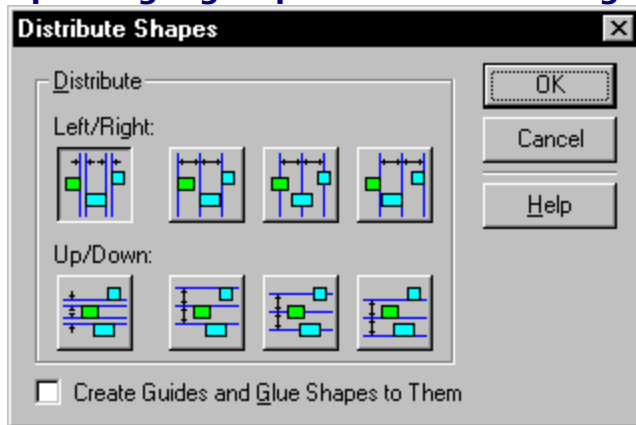 Distribute Shapes
Distribute
OK
Left/Right:
Cancel
Help
Up/Down:
Create Guides and Glue Shapes to Them